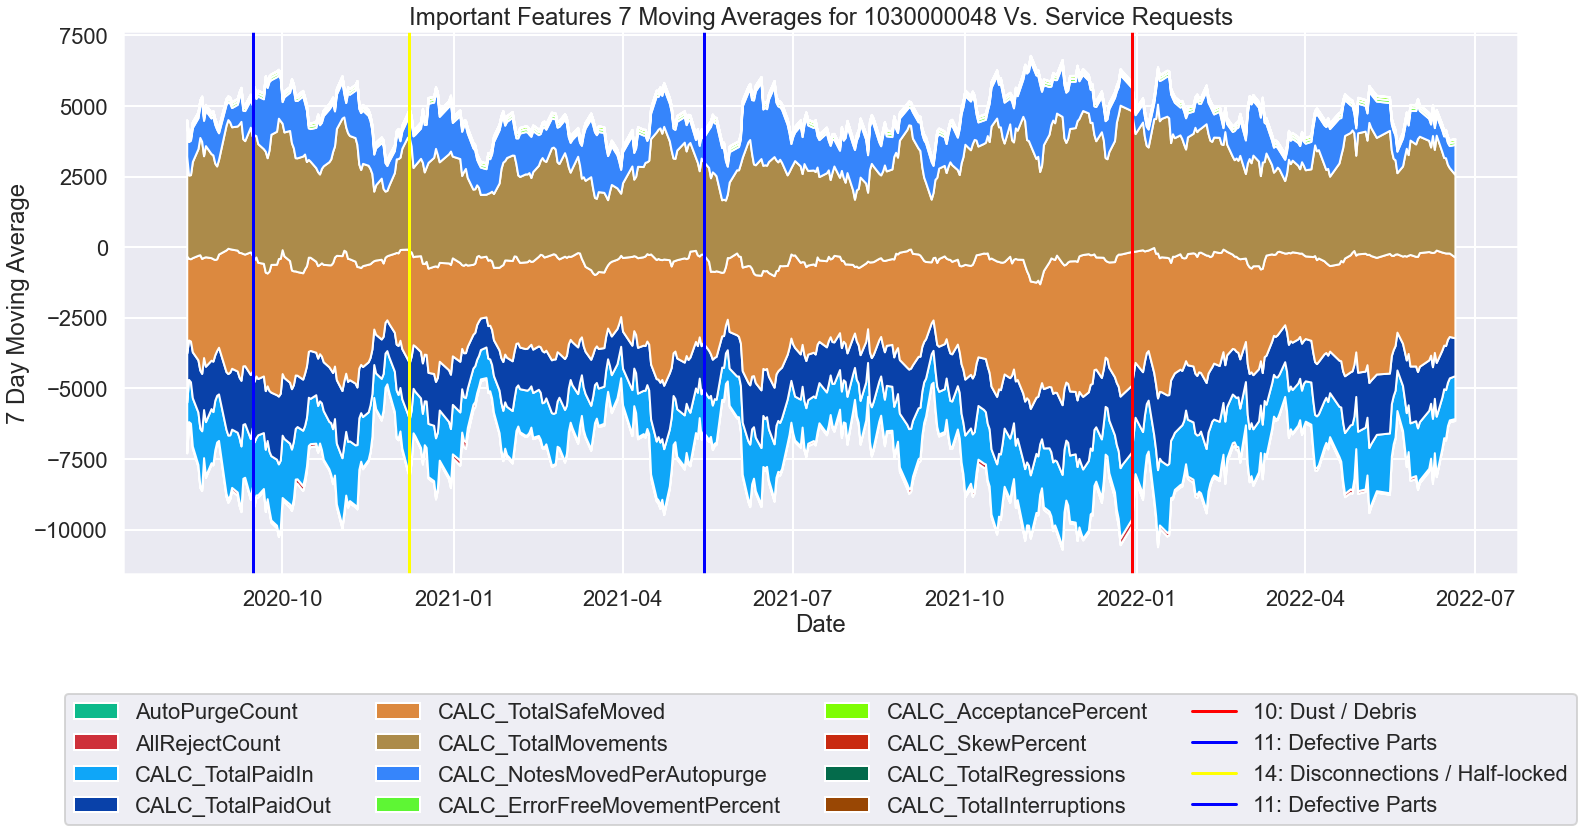 Important Features 7 Moving Averages for 1030000048 Vs. Service Requests
7 Day Moving Average
7500
5000
2500
0
−2500
−5000
−7500
−10000
2020-10 2021-01 2021-04 2021-07 2021-10 2022-01 2022-04 2022-07
Date
AutoPurgeCount
AllRejectCount
CALC_TotalPaidIn
CALC_TotalPaidOut
CALC_TotalSafeMoved
CALC_TotalMovements
CALC_NotesMovedPerAutopurge
CALC_ErrorFreeMovementPercent
CALC_AcceptancePercent
CALC_SkewPercent
CALC_TotalRegressions
CALC_TotalInterruptions
10: Dust / Debris
11: Defective Parts
14: Disconnections / Half-locked
11: Defective Parts